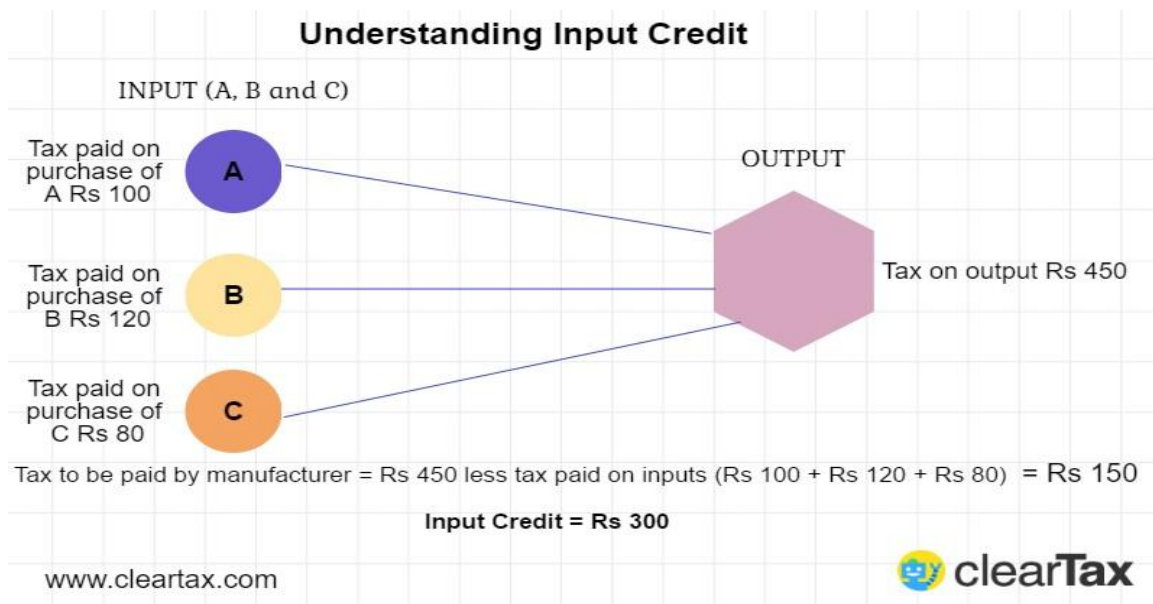 Understanding Input Credit
INPUT (A, B and C)
Tax paid on
purchase of
A Rs 100
A
OUTPUT
Tax paid on
purchase of
B Rs 120
B
Tax on output Rs 450
Tax paid on
purchase of
C Rs 80
C
Tax to be paid by manufacturer = Rs 450 less tax paid on inputs (Rs 100 + Rs 120 + Rs 80) = Rs 150
Input Credit = Rs 300
www.cleartax.com
clearTax